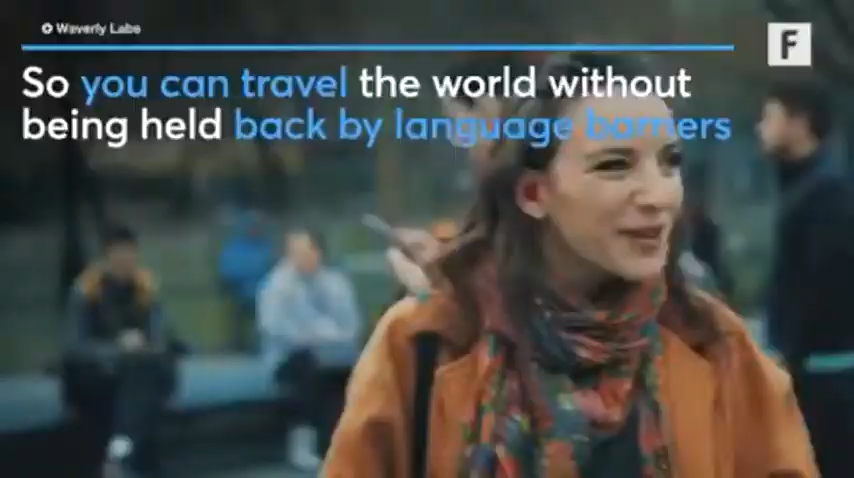 Waverly Labs
F
So you can travel the world without
being held back by language barriers